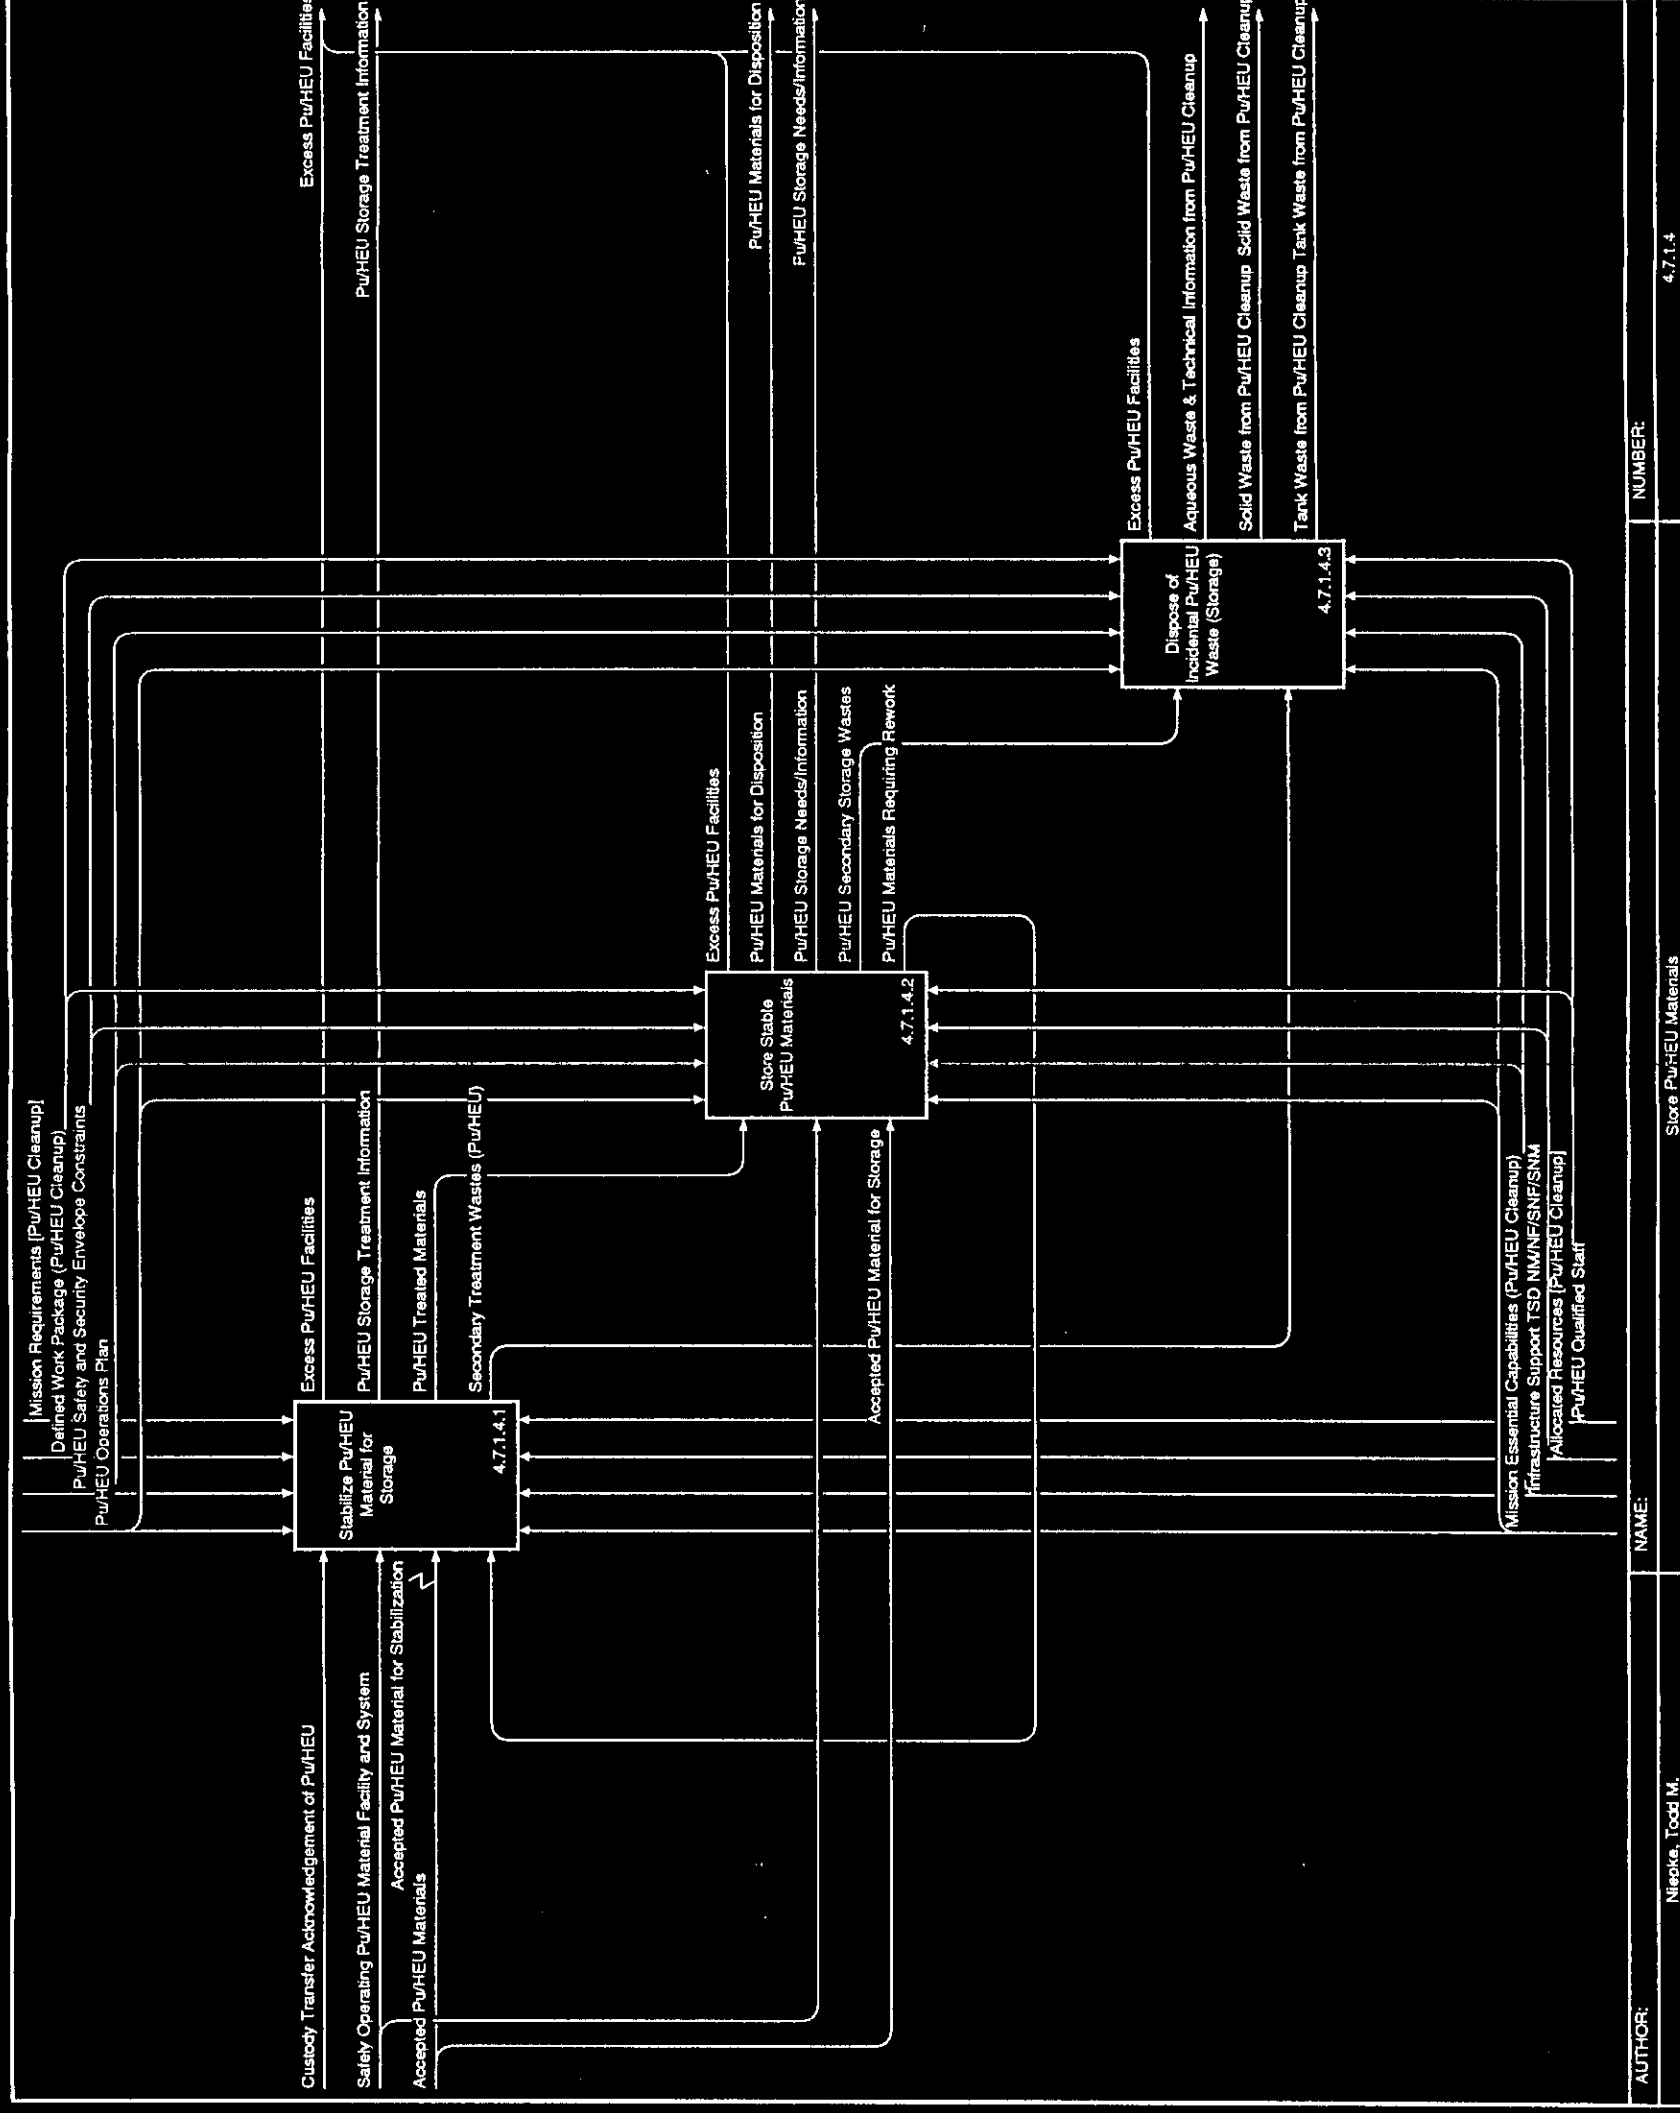 Mission Requirements [Pu/HEU Cleanup]
Defined Work Package (Pu/HEU Cleanup)
Pu/HEU Safety and Security Envelope Constraints
Pu/HEU Operations Plan
Custody Transfer Acknowledgement of Pu/HEU
Safely Operating Pu/HEU Material Facility and System
Accepted Pu/HEU Material for Stabilization
Accepted Pu/HEU Materials
Stabilize Pu/HEU
Material for
Storage
4.7.1.4.1
Excess Pu/HEU Facilities
Pu/HEU Storage Treatment Information
Pu/HEU Treated Materials
Secondary Treatment Wastes (Pu/HEU)
Excess Pu/HEU Facilities
Pu/HEU Storage Treatment Information
Accepted Pu/HEU Material for Storage
Store Stable
Pu/HEU Materials
4.7.1.4.2
Excess Pu/HEU Facilities
Pu/HEU Materials for Disposition
Pu/HEU Storage Needs/Information
Pu/HEU Secondary Storage Wastes
Pu/HEU Materials Requiring Rework
Pu/HEU Materials for Disposition
Pu/HEU Storage Needs/Information
Dispose of
Incidental Pu/HEU
Waste (Storage)
4.7.1.4.3
Excess Pu/HEU Facilities
Aqueous Waste & Technical Information from Pu/HEU Cleanup
Solid Waste from Pu/HEU Cleanup Solid Waste from Pu/HEU Cleanup
Tank Waste from Pu/HEU Cleanup Tank Waste from Pu/HEU Cleanup
Mission Essential Capabilities (Pu/HEU Cleanup)
Infrastructure Support TSD NM/NF/SNF/SNM
Allocated Resources [Pu/HEU Cleanup]
Pu/HEU Qualified Staff
AUTHOR:
NAME:
NUMBER:
Niepke, Todd M.
Store Pu/HEU Materials
4.7.1.4